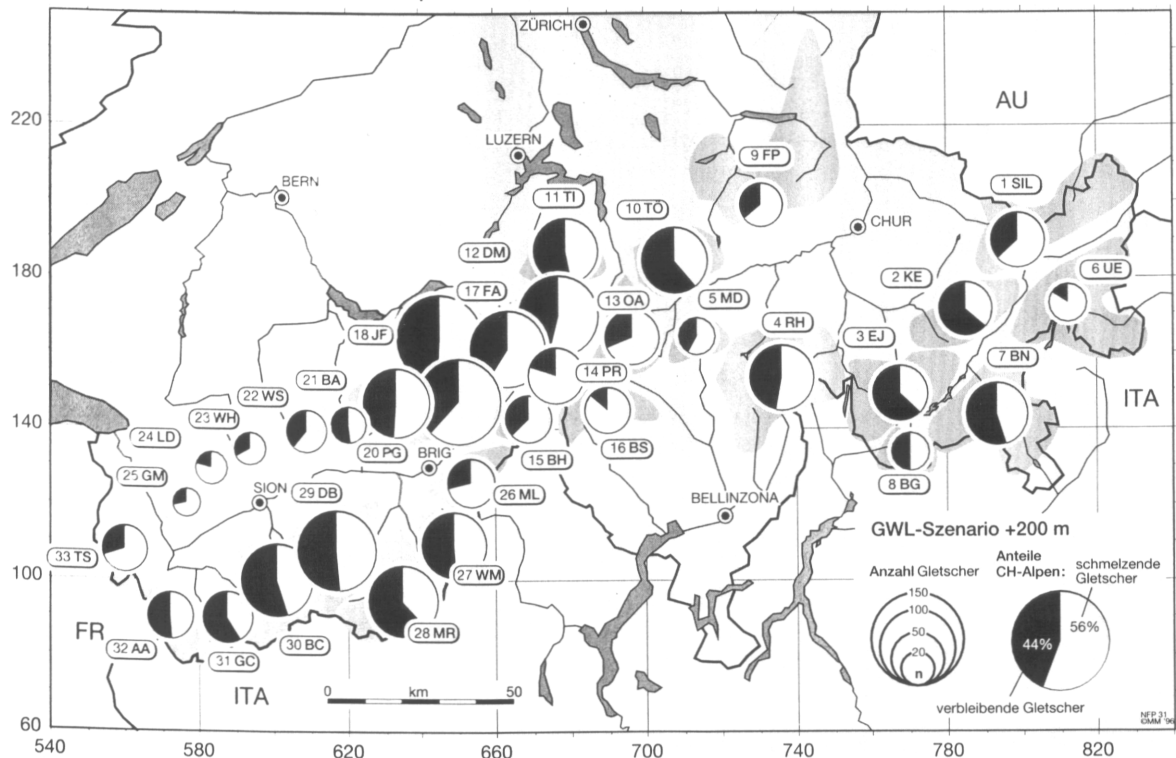 ZÜRICH
220
AU
LUZERN
9 FP
BERN
1 SIL
11 TI
10 TÖ
CHUR
12 DM
180
2 KE
6 UE
17 FA
13 OA
5 MD
4 RH
18 JF
3 EJ
7 BN
21 BA
14 PR
22 WS
ITA
23 WH
140
16 BS
24 LD
20 PG
BRIG
15 BH
8 BG
25 GM
26 ML
SION
29 DB
BELLINZONA
GWL-Szenario +200 m
33 TS
Anzahl Gletscher
Anteile
CH-Alpen:
schmelzende
Gletscher
100
27 WM
150
100
50
20
n
56%
44%
FR
28 MR
32 AA
30 BC
31 GC
ITA
0 km 50
verbleibende Gletscher
60
NFP 31
©MM '96
540 580 620 660 700 740 780 820